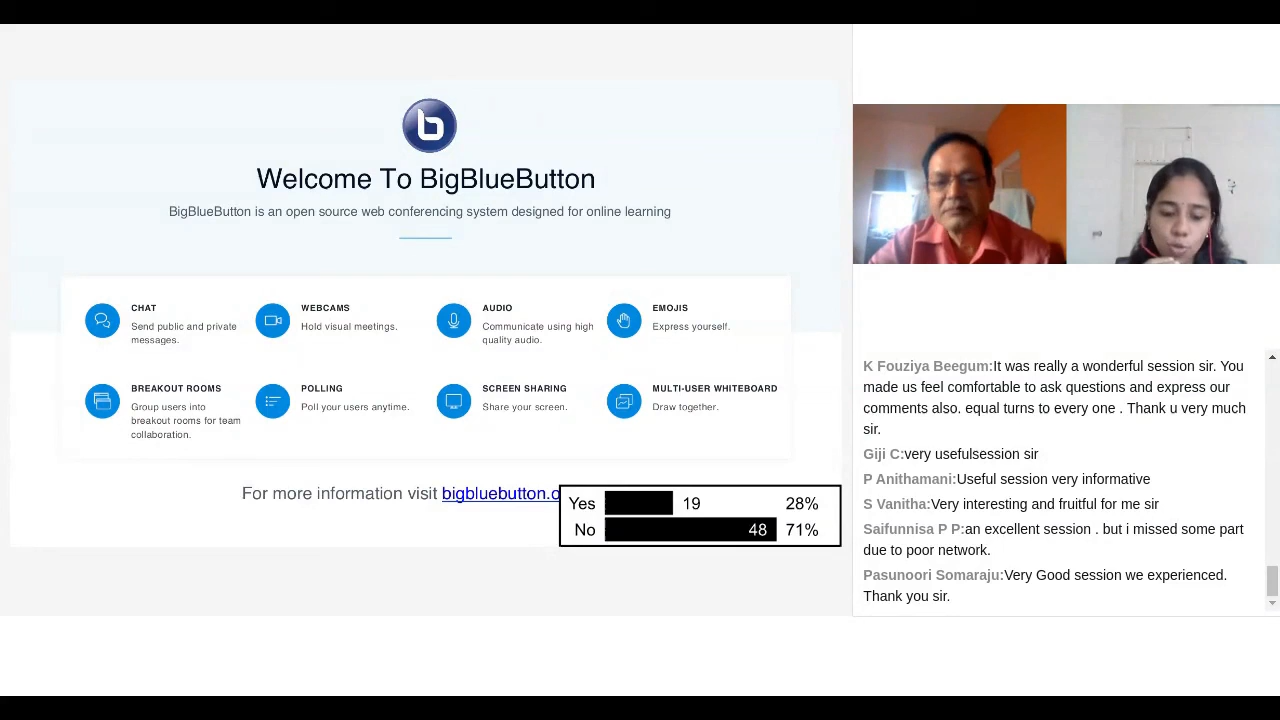 Welcome To BigBlueButton
BigBlueButton is an open source web conferencing system designed for online learning
CHAT
Send public and private
messages.
WEBCAMS
Hold visual meetings.
AUDIO
Communicate using high
quality audio.
EMOJIS
Express yourself.
BREAKOUT ROOMS
Group users into
breakout rooms for team
collaboration.
POLLING
Poll your users anytime.
SCREEN SHARING
Share your screen.
MULTI-USER WHITEBOARD
Draw together.
For more information visit bigbluebutton.o
Yes 19 28%
No 48 71%
K Fouziya Beegum:It was really a wonderful session sir. You
made us feel comfortable to ask questions and express our
comments also. equal turns to every one . Thank u very much
sir.
Giji C:very usefulsession sir
P Anithamani:Useful session very informative
S Vanitha:Very interesting and fruitful for me sir
Saifunnisa P P:an excellent session . but i missed some part
due to poor network.
Pasunoori Somaraju:Very Good session we experienced.
Thank you sir.